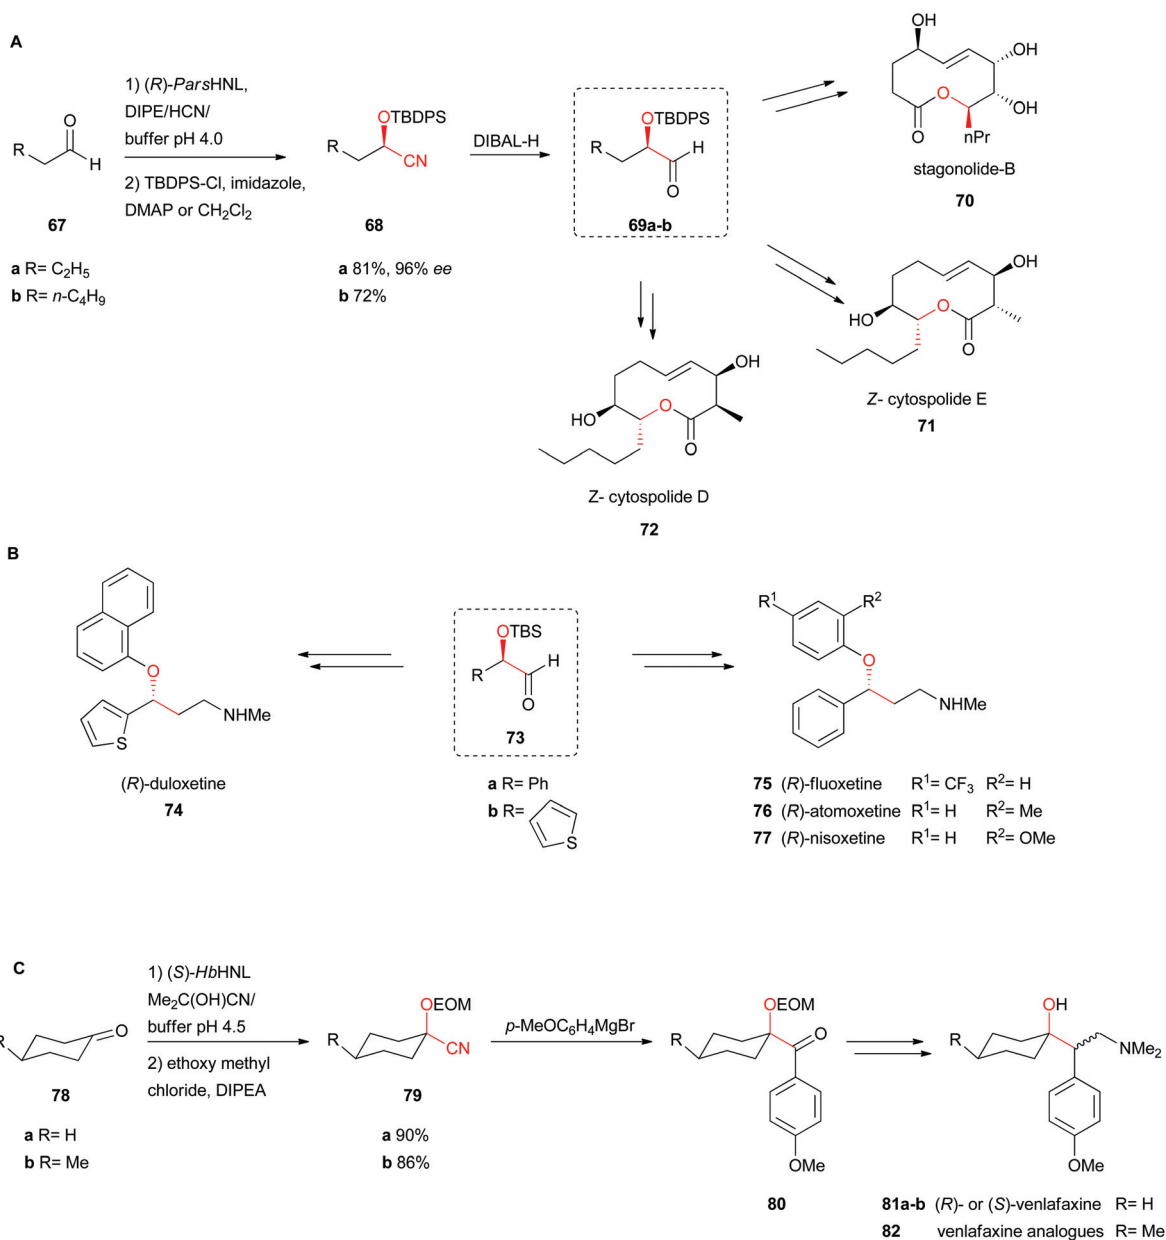 A
1) (R)-ParsHNL,
DIPE/HCN/
buffer pH 4.0
2) TBDPS-Cl, imidazole,
DMAP or CH2Cl2
R
O
H
67
a R= C2H5
b R= n-C4H9
OTBDPS
R
CN
68
a 81%, 96% ee
b 72%
DIBAL-H
OTBDPS
R
H
O
69a-b
OH
OH
O
OH
O
nPr
stagonolide-B
70
OH
HO
O
O
Z- cytospolide E
71
OH
HO
O
O
Z- cytospolide D
72
B
O
NHMe
S
(R)-duloxetine
74
OTBS
R
H
O
73
a R= Ph
b R=
S
R1
R2
O
NHMe
75 (R)-fluoxetine R1= CF3 R2= H
76 (R)-atomoxetine R1= H R2= Me
77 (R)-nisoxetine R1= H R2= OMe
C
1) (S)-HbHNL
Me2C(OH)CN/
buffer pH 4.5
2) ethoxy methyl
chloride, DIPEA
R
O
78
a R= H
b R= Me
OEOM
R
CN
79
a 90%
b 86%
p-MeOC6H4MgBr
OEOM
R
O
OMe
80
OH
R
NMe2
OMe
81a-b (R)- or (S)-venlafaxine R= H
82 venlafaxine analogues R= Me